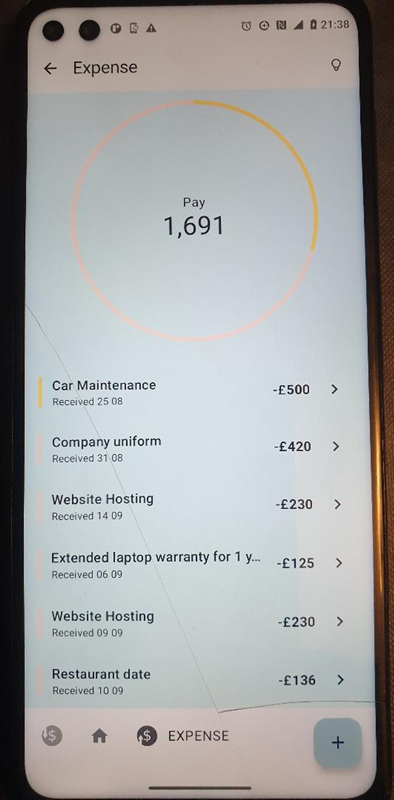 21:38
Expense
Pay
1,691
Car Maintenance -£500
Received 25 08
Company uniform -£420
Received 31 08
Website Hosting -£230
Received 14 09
Extended laptop warranty for 1 y... -£125
Received 06 09
Website Hosting -£230
Received 09 09
Restaurant date -£136
Received 10 09
$ $ EXPENSE +